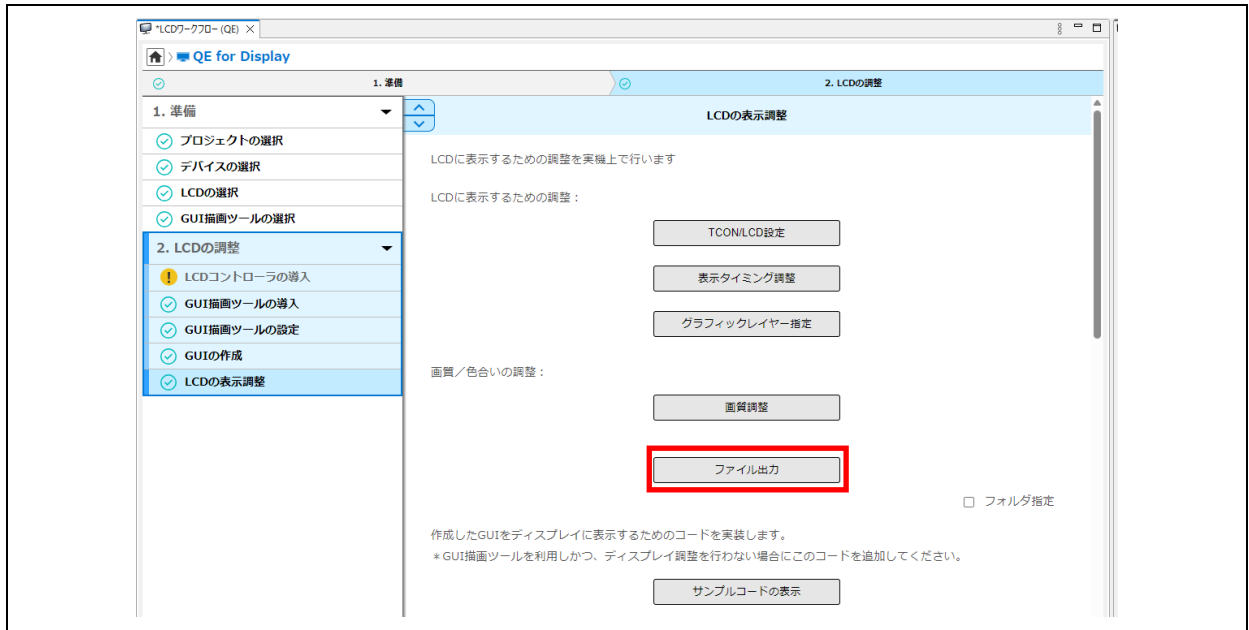 *LCDワークフロー (QE)
QE for Display
1. 準備
2. LCDの調整
1. 準備
プロジェクトの選択
デバイスの選択
LCDの選択
GUI描画ツールの選択
2. LCDの調整
LCDコントローラの導入
GUI描画ツールの導入
GUI描画ツールの設定
GUIの作成
LCDの表示調整
LCDの表示調整
LCDに表示するための調整を実機上で行います
LCDに表示するための調整：
TCON/LCD設定
表示タイミング調整
グラフィックレイヤー指定
画質／色合いの調整：
画質調整
ファイル出力
フォルダ指定
作成したGUIをディスプレイに表示するためのコードを実装します。
＊GUI描画ツールを利用しかつ、ディスプレイ調整を行わない場合にこのコードを追加してください。
サンプルコードの表示